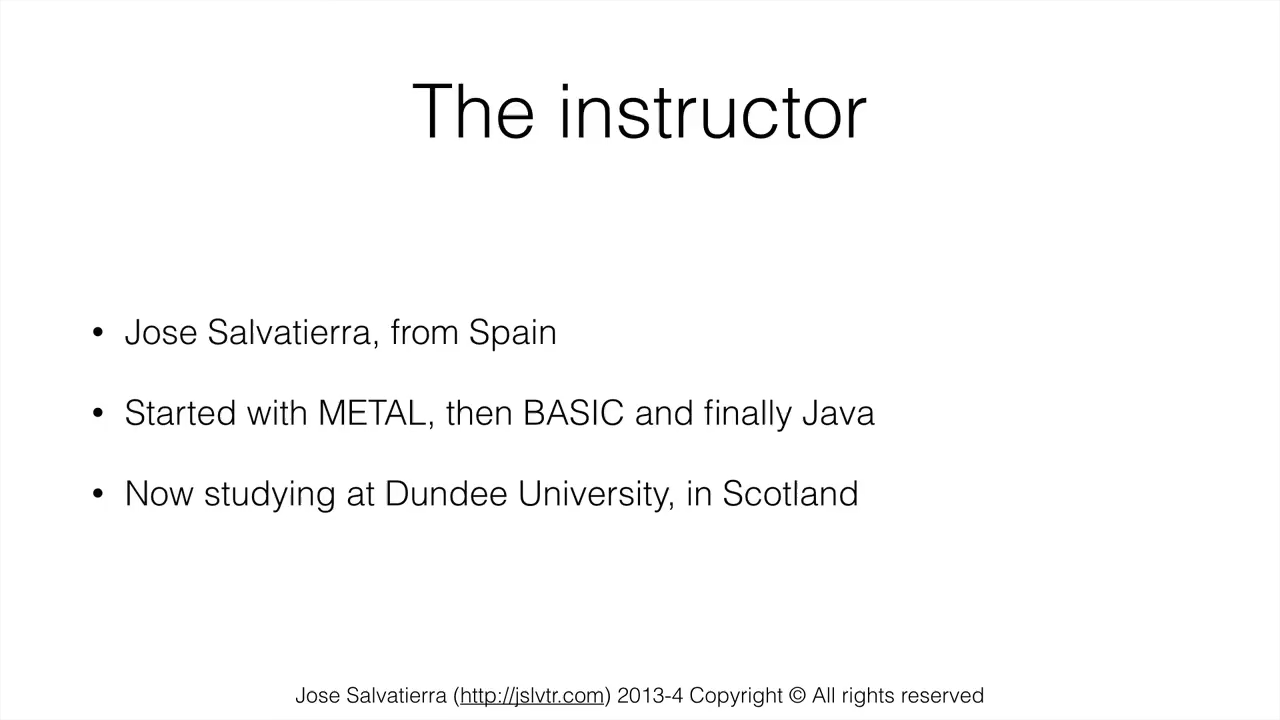 The instructor
• Jose Salvatierra, from Spain
• Started with METAL, then BASIC and finally Java
• Now studying at Dundee University, in Scotland
Jose Salvatierra (http://jslvtr.com) 2013-4 Copyright © All rights reserved